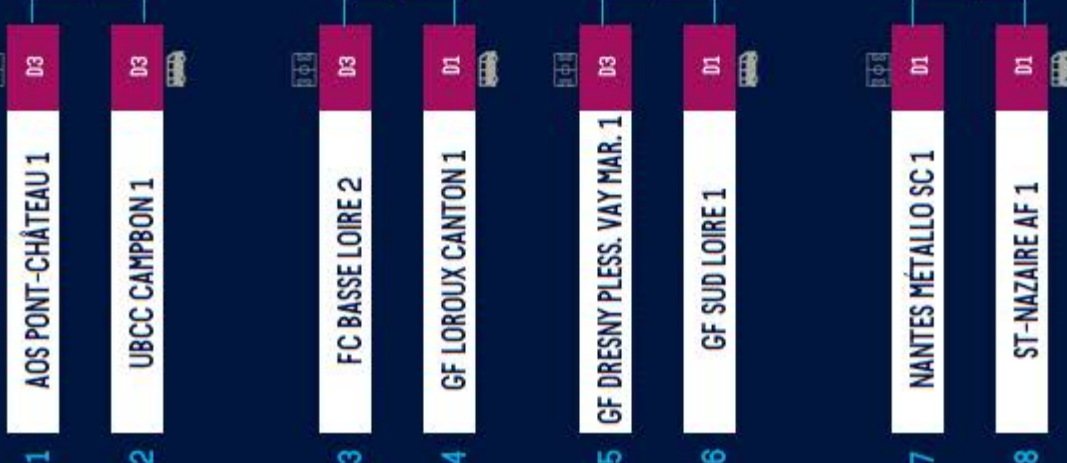 1 AOS PONT-CHÂTEAU 1 D3
2 UBCC CAMPBON 1 D3
3 FC BASSE LOIRE 2 D3
4 GF LOROUX CANTON 1 D1
5 GF DRESNY PLESS. VAY MAR. 1 D3
6 GF SUD LOIRE 1 D1
7 NANTES MÉTALLO SC 1 D1
8 ST-NAZAIRE AF 1 D1